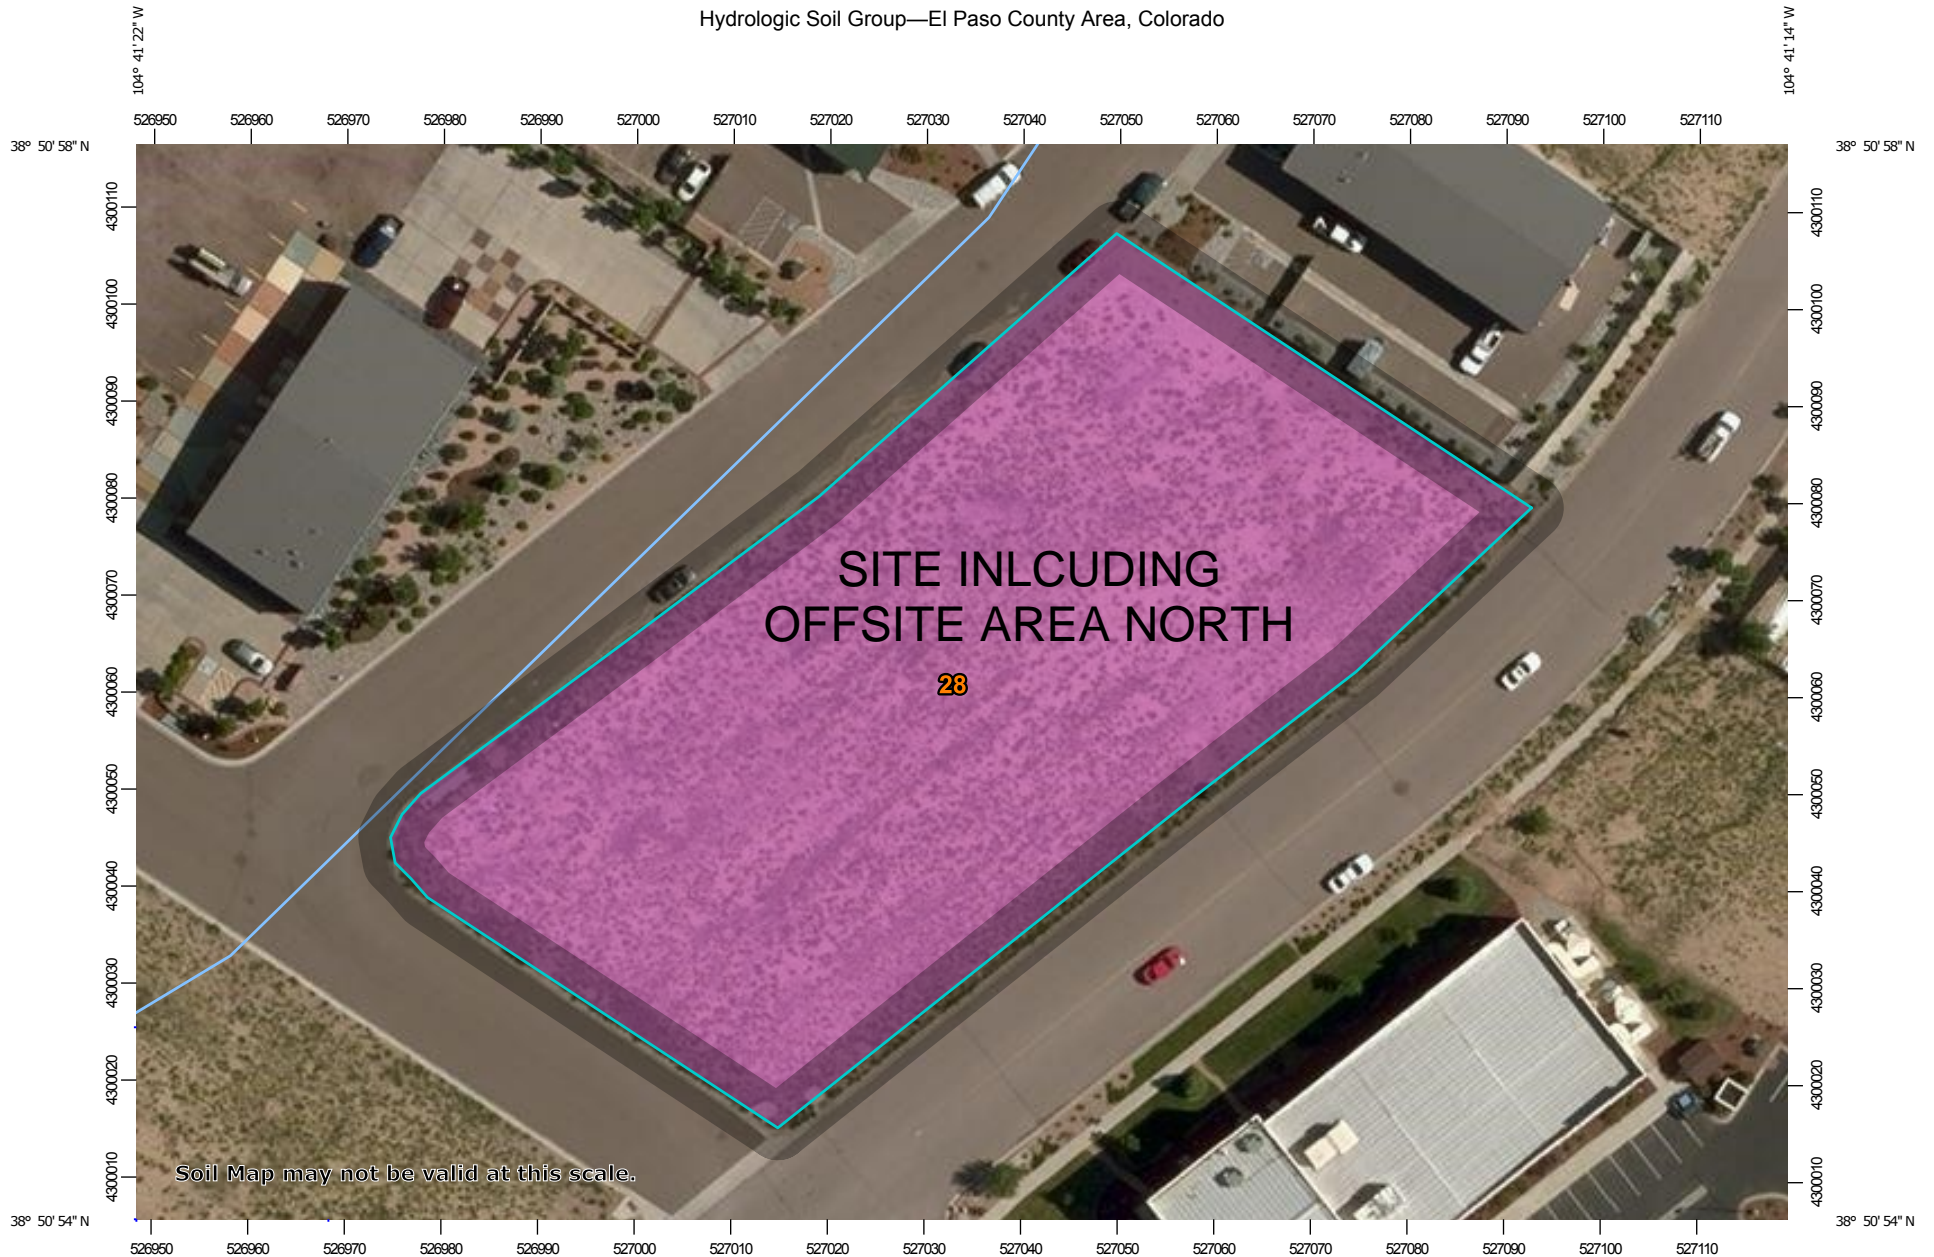 Hydrologic Soil Group—El Paso County Area, Colorado
104° 41' 22" W
104° 41' 14" W
526950 526960 526970 526980 526990 527000 527010 527020 527030 527040 527050 527060 527070 527080 527090 527100 527110
38° 50' 58" N
38° 50' 58" N
4300110
4300110
4300100
4300100
4300090
4300090
4300080
4300080
SITE INLCUDING
4300070
4300070
OFFSITE AREA NORTH
28
4300060
4300060
4300050
4300050
4300040
4300040
4300030
4300030
4300020
4300020
Soil Map may not be valid at this scale.
4300010
4300010
38° 50' 54" N
38° 50' 54" N
526950 526960 526970 526980 526990 527000 527010 527020 527030 527040 527050 527060 527070 527080 527090 527100 527110